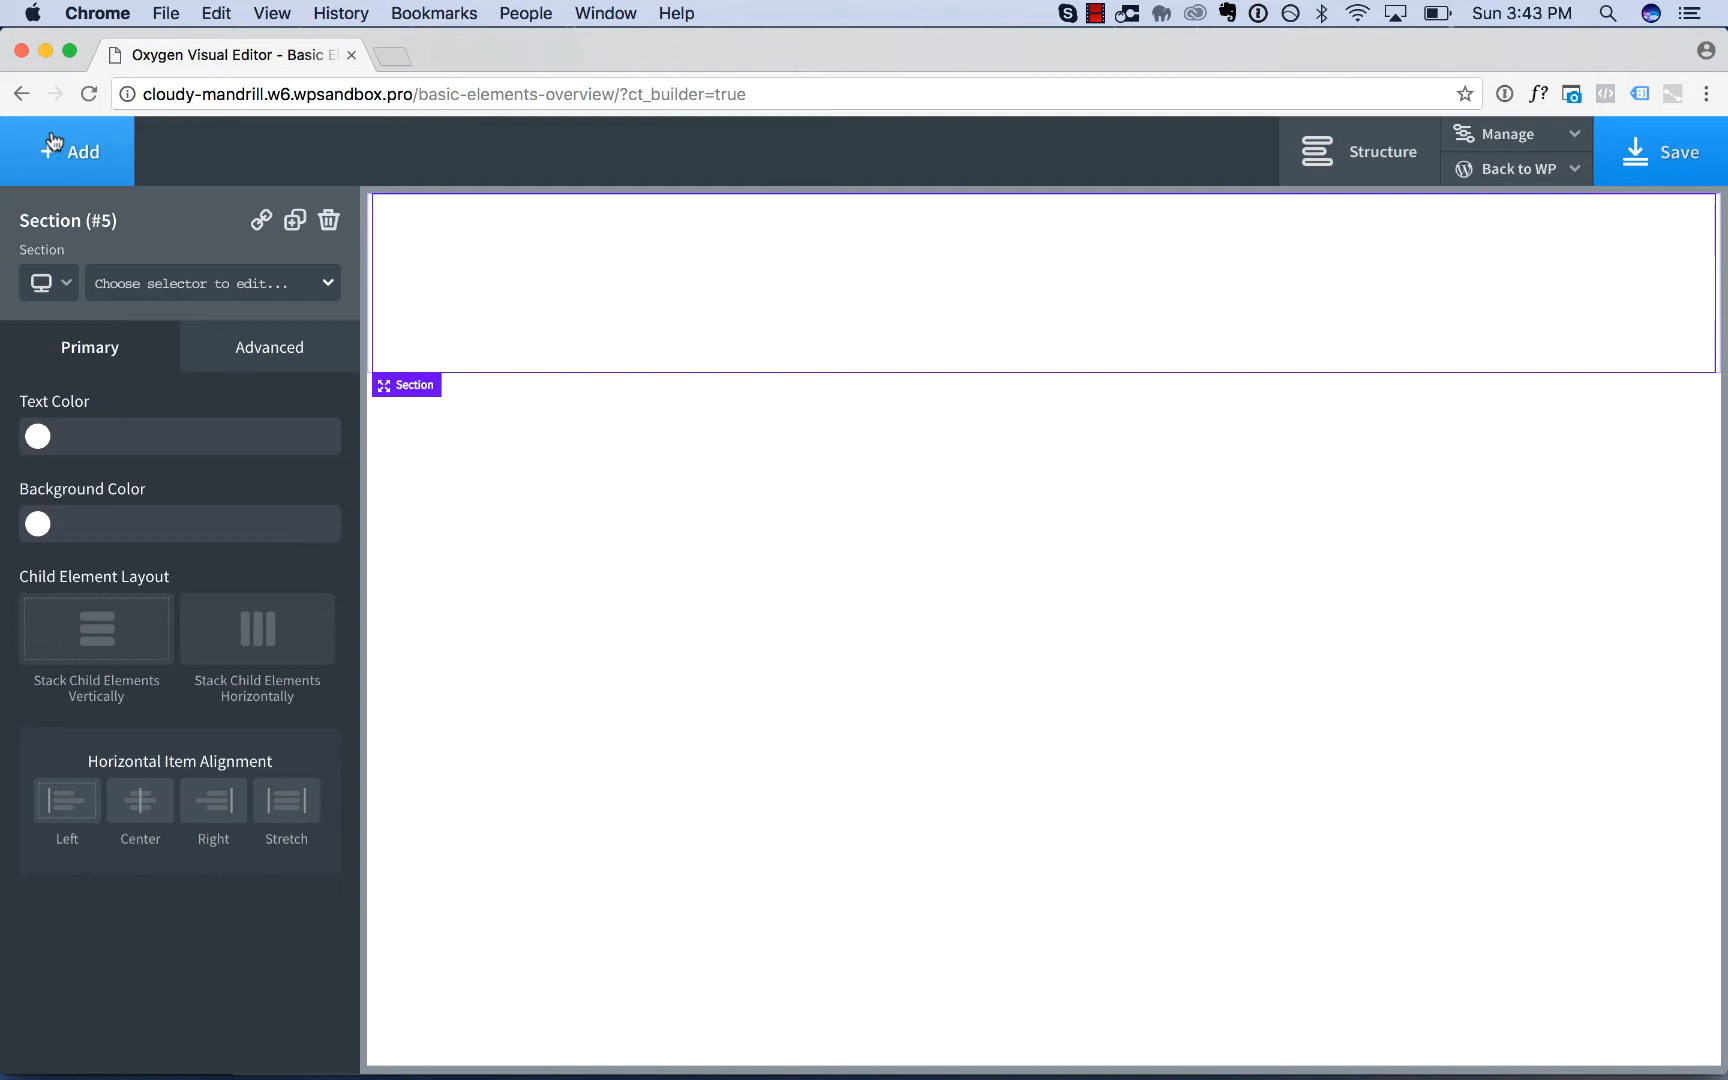 Chrome File Edit View History Bookmarks People Window Help Sun 3:43 PM
Oxygen Visual Editor - Basic El
cloudy-mandrill.w6.wpsandbox.pro/basic-elements-overview/?ct_builder=true
+ Add
Structure
Manage
Back to WP
Save
Section (#5)
Section
Choose selector to edit...
Primary Advanced
Section
Text Color
Background Color
Child Element Layout
Stack Child Elements
Vertically
Stack Child Elements
Horizontally
Horizontal Item Alignment
Left Center Right Stretch